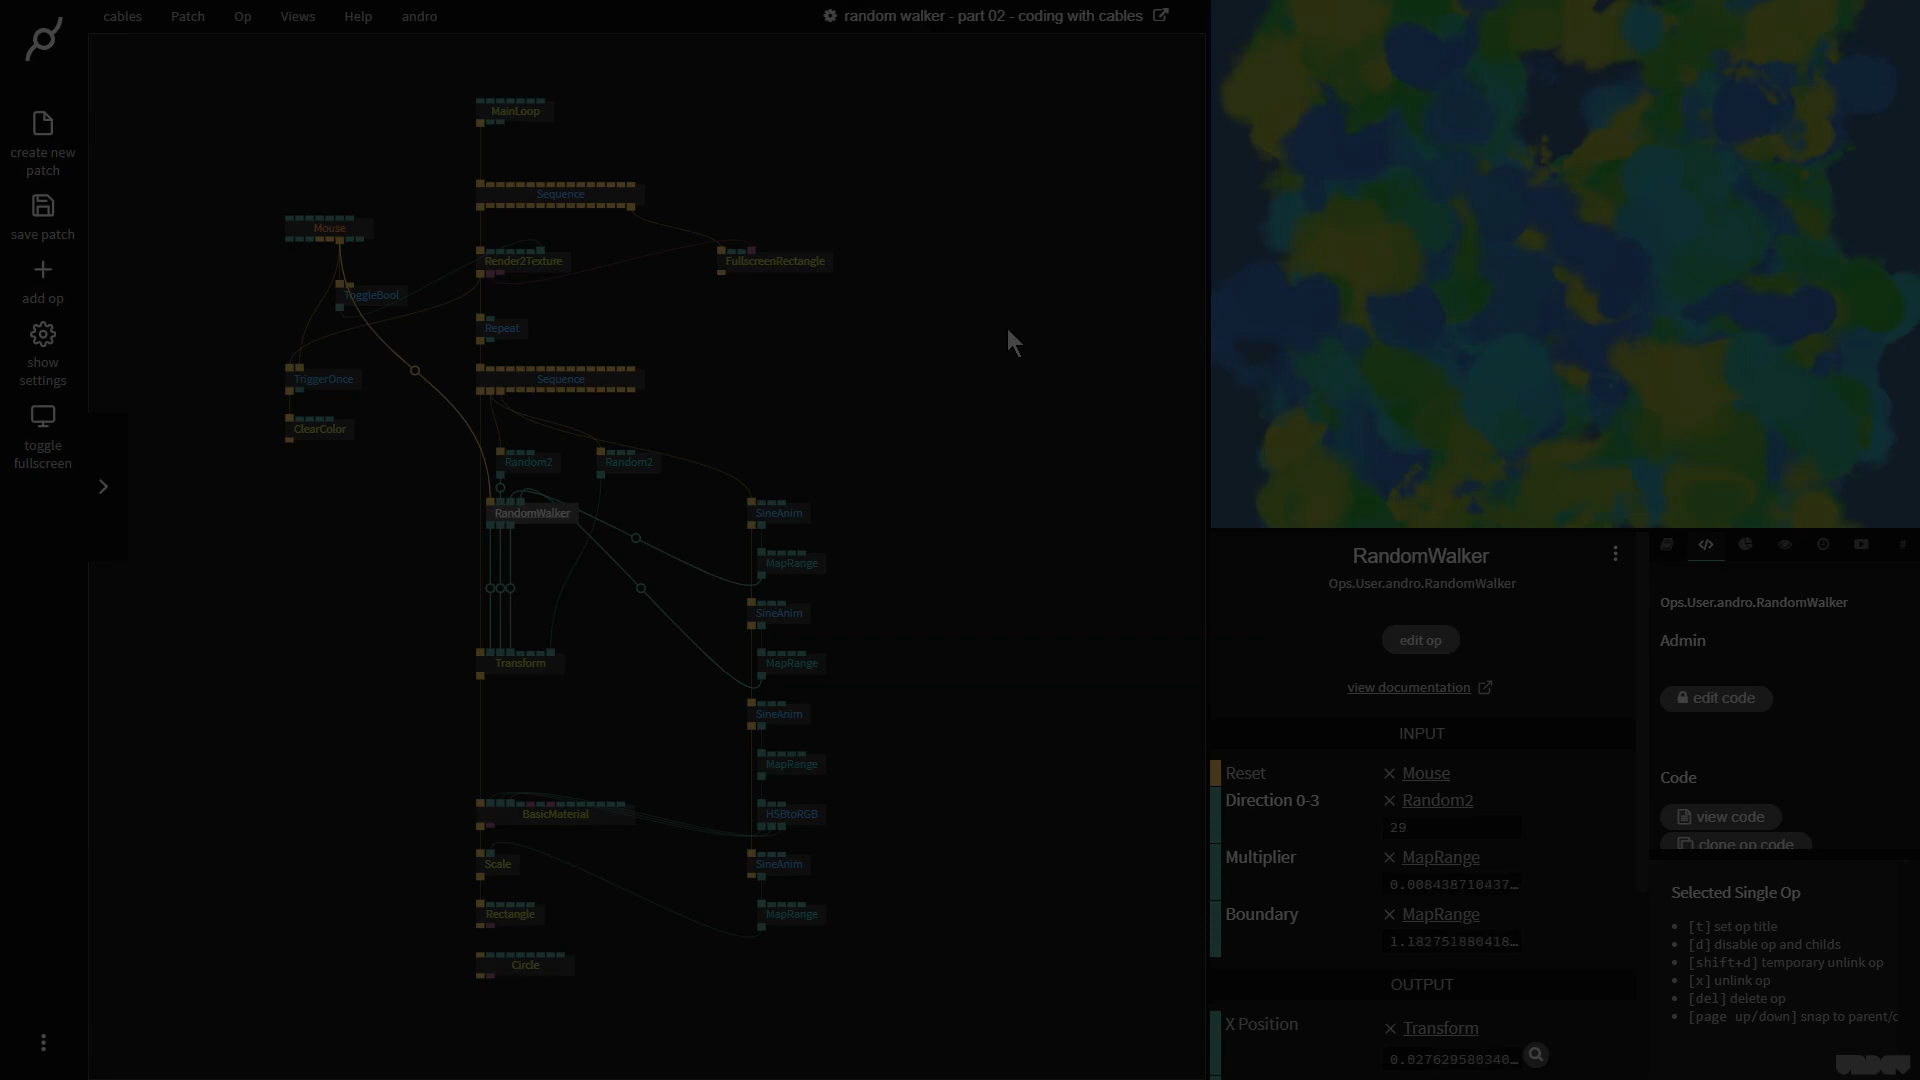 cables Patch Op Views Help andro
random walker - part 02 - coding with cables
create new
patch
save patch
add op
show
settings
toggle
fullscreen
MainLoop
Sequence
Mouse
Render2Texture
FullscreenRectangle
ToggleBool
Repeat
TriggerOnce
Sequence
ClearColor
Random2
Random2
RandomWalker
SineAnim
MapRange
SineAnim
Transform
MapRange
SineAnim
MapRange
BasicMaterial
HSBtoRGB
Scale
SineAnim
Rectangle
MapRange
Circle
RandomWalker
Ops.User.andro.RandomWalker
edit op
view documentation
INPUT
Reset × Mouse
Direction 0-3 × Random2
29
Multiplier × MapRange
0.008438710437…
Boundary × MapRange
1.182751880418…
OUTPUT
X Position × Transform
0.027629580340…
Ops.User.andro.RandomWalker
Admin
edit code
Code
view code
clone op code
Selected Single Op
[t] set op title
[d] disable op and childs
[shift+d] temporary unlink op
[x] unlink op
[del] delete op
[page up/down] snap to parent/c